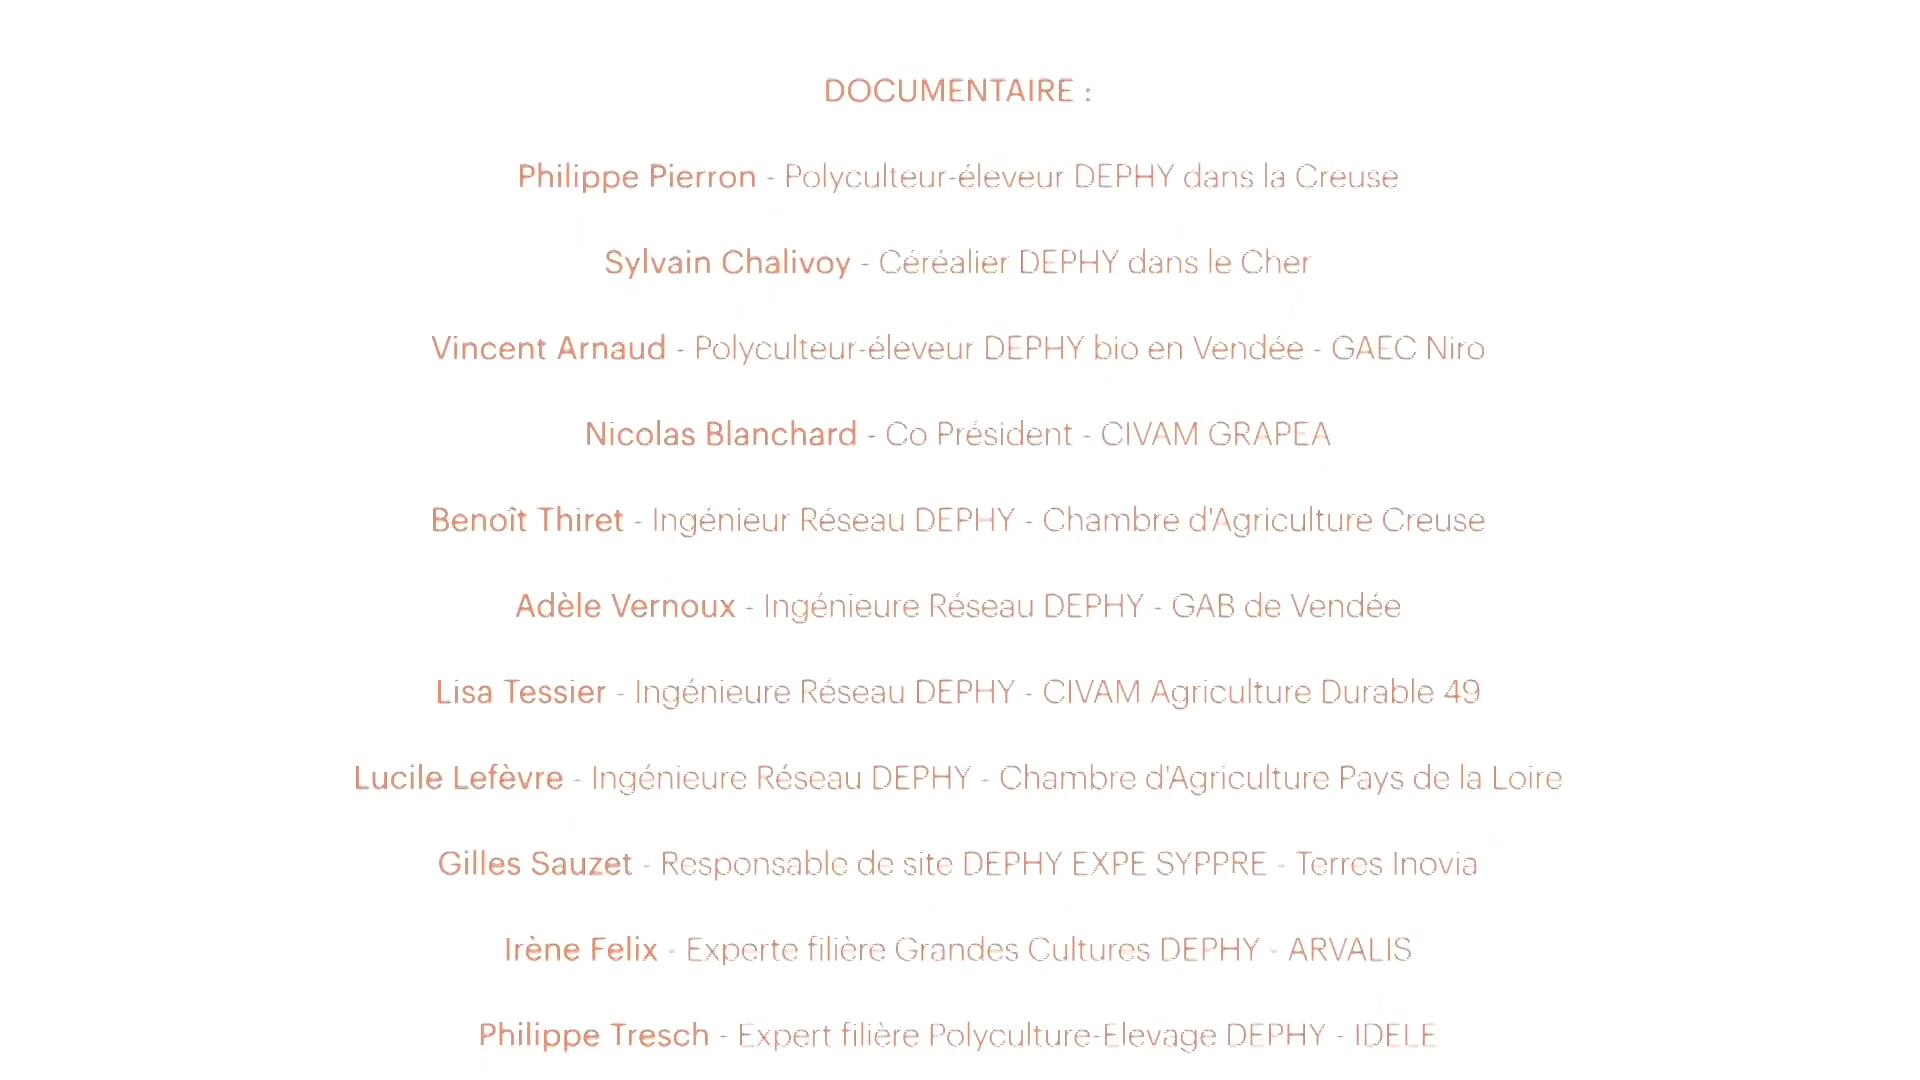 DOCUMENTAIRE :
Philippe Pierron - Polyculteur-éleveur DEPHY dans la Creuse
Sylvain Chalivoy - Céréalier DEPHY dans le Cher
Vincent Arnaud - Polyculteur-éleveur DEPHY bio en Vendée - GAEC Niro
Nicolas Blanchard - Co Président - CIVAM GRAPEA
Benoît Thiret - Ingénieur Réseau DEPHY - Chambre d'Agriculture Creuse
Adèle Vernoux - Ingénieure Réseau DEPHY - GAB de Vendée
Lisa Tessier - Ingénieure Réseau DEPHY - CIVAM Agriculture Durable 49
Lucile Lefèvre - Ingénieure Réseau DEPHY - Chambre d'Agriculture Pays de la Loire
Gilles Sauzet - Responsable de site DEPHY EXPE SYPPRE - Terres Inovia
Irène Felix - Experte filière Grandes Cultures DEPHY - ARVALIS
Philippe Tresch - Expert filière Polyculture-Elevage DEPHY - IDELE